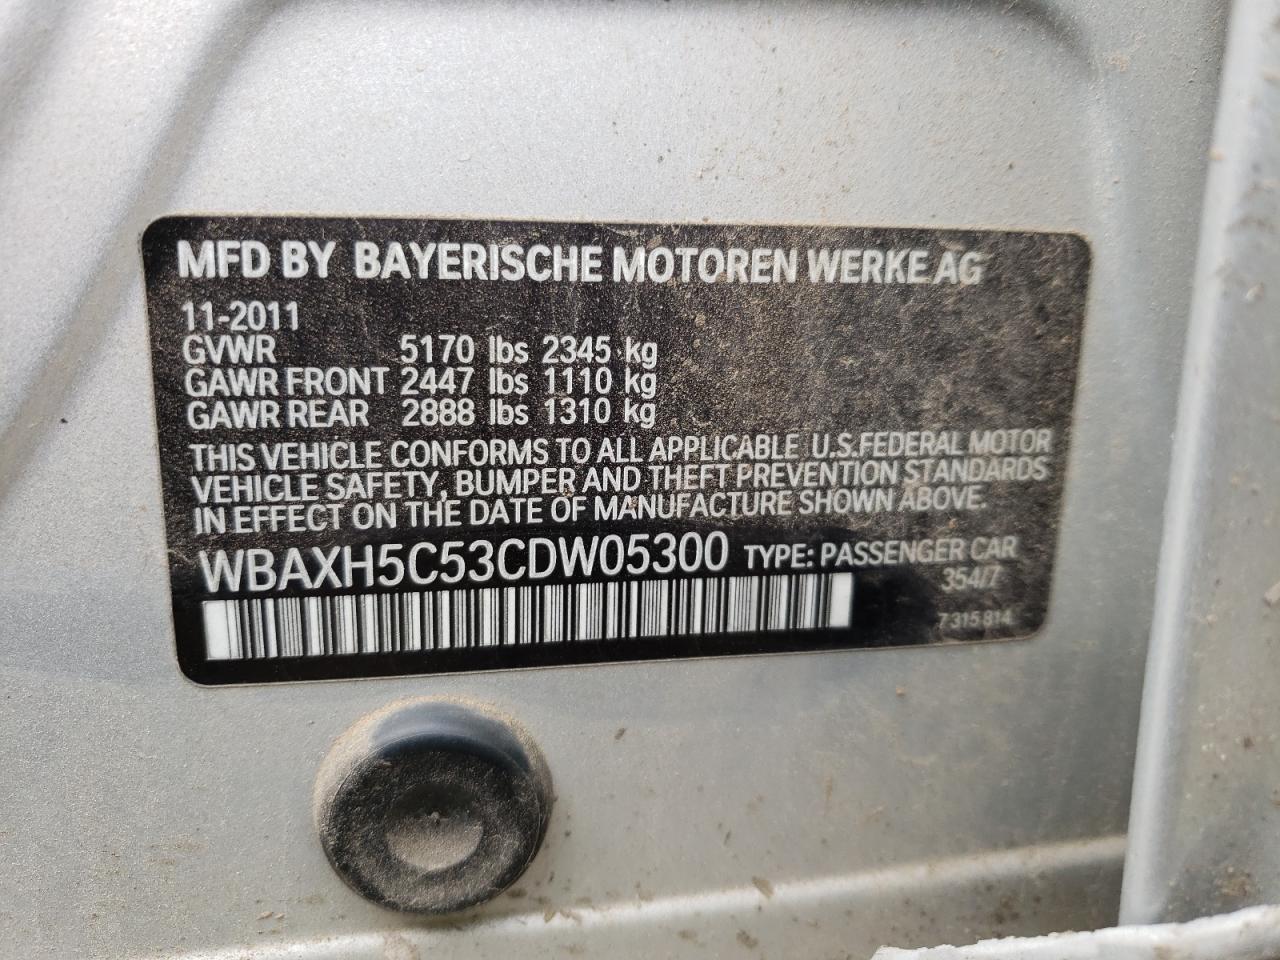 MFD BY BAYERISCHE MOTOREN WERKE AG
11-2011
GVWR 5170 lbs 2345 kg
GAWR FRONT 2447 lbs 1110 kg
GAWR REAR 2888 lbs 1310 kg
THIS VEHICLE CONFORMS TO ALL APPLICABLE U.S.FEDERAL MOTOR
VEHICLE SAFETY, BUMPER AND THEFT PREVENTION STANDARDS
IN EFFECT ON THE DATE OF MANUFACTURE SHOWN ABOVE.
WBAXH5C53CDW05300 TYPE: PASSENGER CAR
354/7
7 315 814